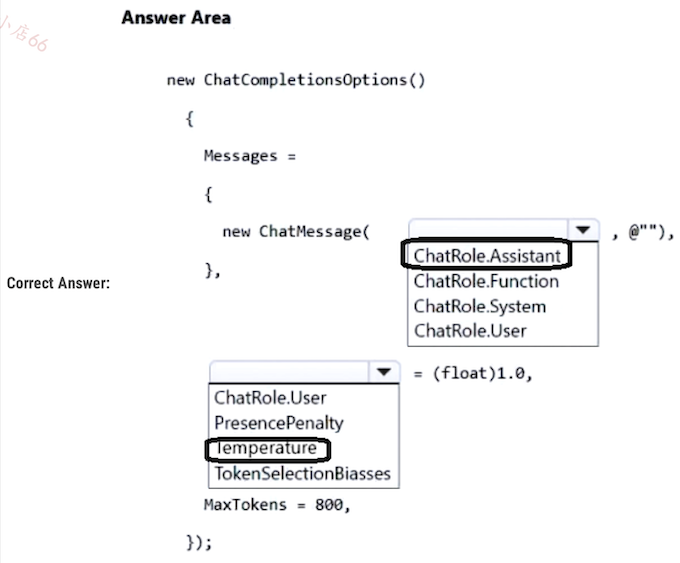 小店66
Answer Area
new ChatCompletionsOptions()
{
Messages =
{
new ChatMessage( , @""),
ChatRole.Assistant
ChatRole.Function
ChatRole.System
ChatRole.User
},
Correct Answer:
= (float)1.0,
ChatRole.User
PresencePenalty
Temperature
TokenSelectionBiasses
MaxTokens = 800,
});